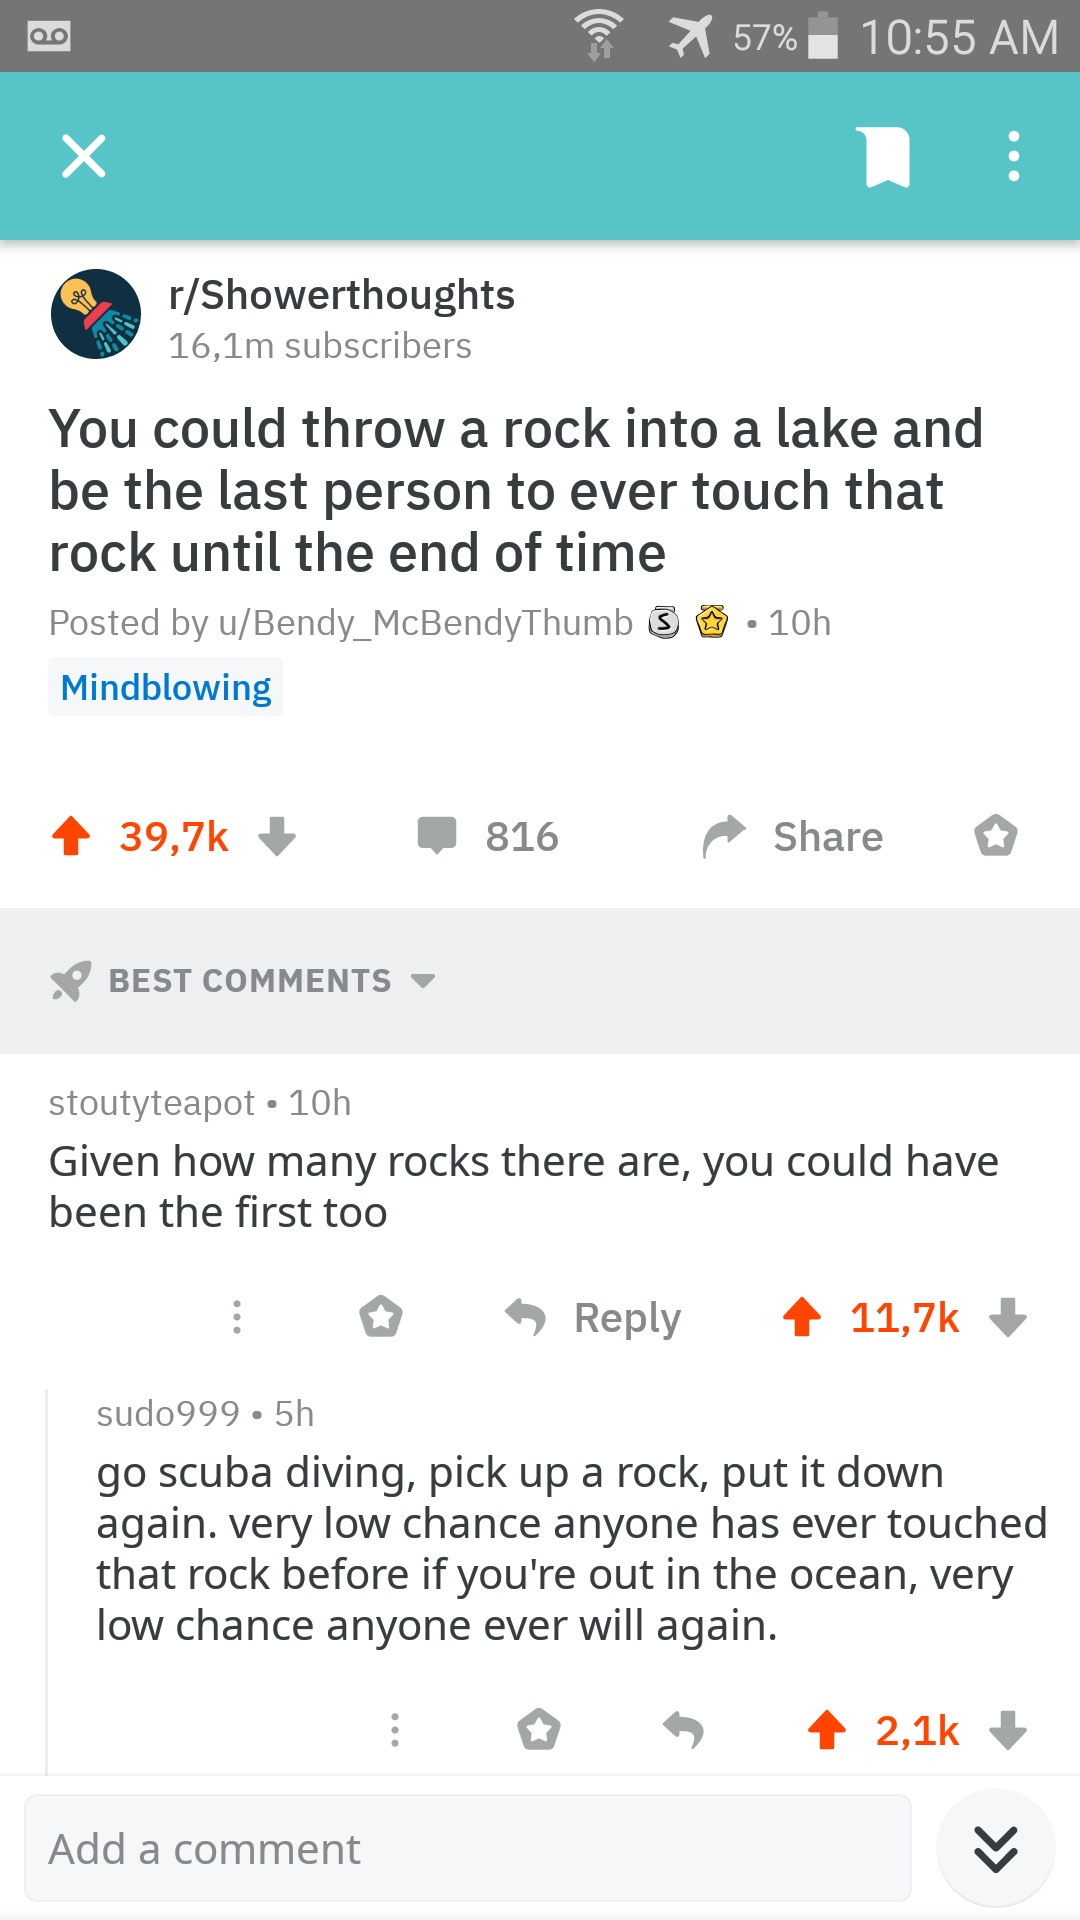 57% 10:55 AM
r/Showerthoughts
16,1m subscribers
You could throw a rock into a lake and
be the last person to ever touch that
rock until the end of time
Posted by u/Bendy_McBendyThumb S • 10h
Mindblowing
39,7k 816 Share
BEST COMMENTS
stoutyteapot • 10h
Given how many rocks there are, you could have
been the first too
Reply 11,7k
sudo999 • 5h
go scuba diving, pick up a rock, put it down
again. very low chance anyone has ever touched
that rock before if you're out in the ocean, very
low chance anyone ever will again.
2,1k
Add a comment